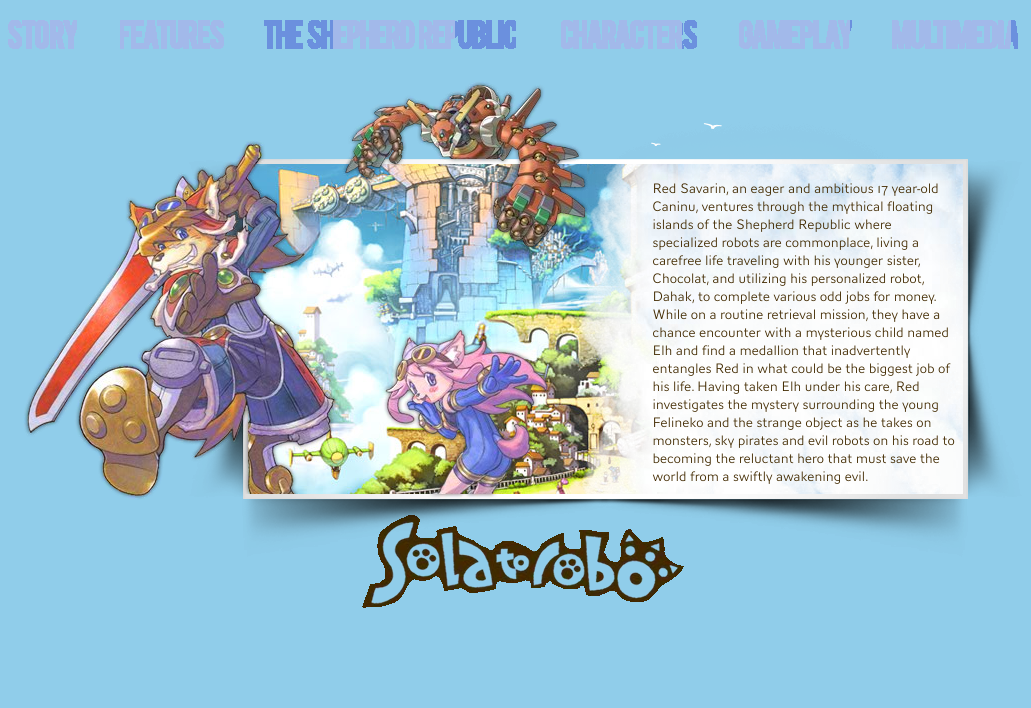 STORY FEATURES THE SHEPHERD REPUBLIC CHARACTERS GAMEPLAY MULTIMEDIA
Red Savarin, an eager and ambitious 17 year-old
Caninu, ventures through the mythical floating
islands of the Shepherd Republic where
specialized robots are commonplace, living a
carefree life traveling with his younger sister,
Chocolat, and utilizing his personalized robot,
Dahak, to complete various odd jobs for money.
While on a routine retrieval mission, they have a
chance encounter with a mysterious child named
Elh and find a medallion that inadvertently
entangles Red in what could be the biggest job of
his life. Having taken Elh under his care, Red
investigates the mystery surrounding the young
Felineko and the strange object as he takes on
monsters, sky pirates and evil robots on his road to
becoming the reluctant hero that must save the
world from a swiftly awakening evil.
Solatorobo